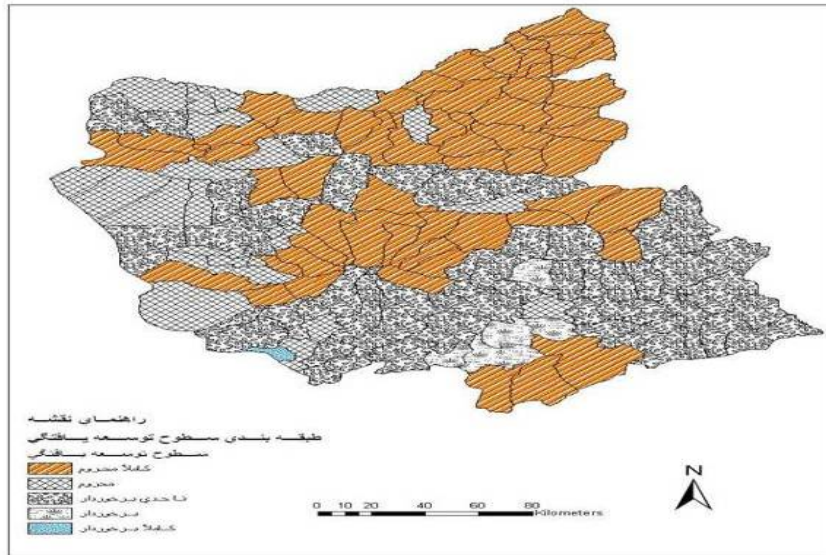 راهنمای نقشه
طبقه بندی سطوح توسعه یافتگی
سطوح توسعه یافتگی
کاملاً محروم
محروم
تا حدی برخوردار
برخوردار
کاملاً برخوردار
N
0 10 20 40 60 80
Kilometers